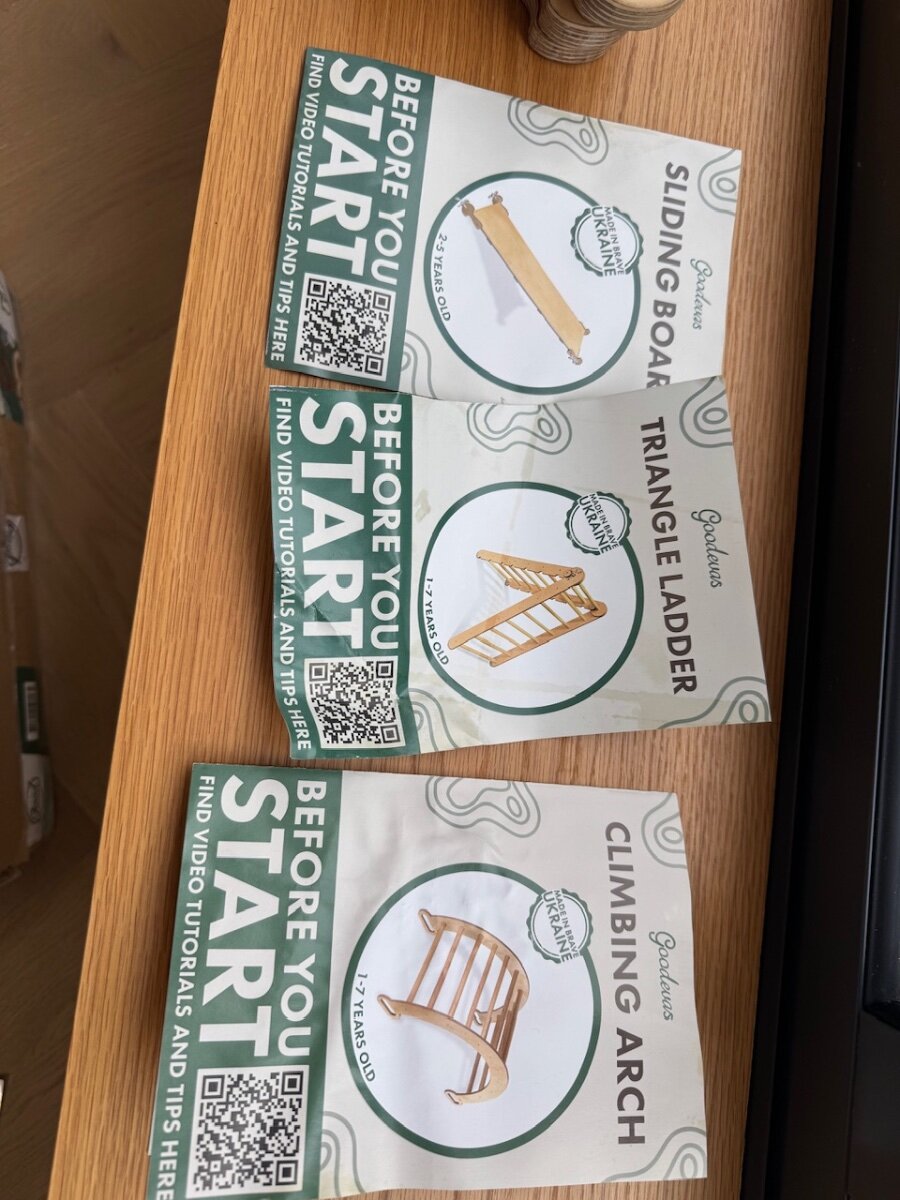 Goodevas
SLIDING BOAR
MADE IN BRAVE
UKRAINE
2-5 YEARS OLD
BEFORE YOU
START
FIND VIDEO TUTORIALS AND TIPS HERE
Goodevas
TRIANGLE LADDER
MADE IN BRAVE
UKRAINE
1-7 YEARS OLD
BEFORE YOU
START
FIND VIDEO TUTORIALS AND TIPS HERE
Goodevas
CLIMBING ARCH
MADE IN BRAVE
UKRAINE
1-7 YEARS OLD
BEFORE YOU
START
FIND VIDEO TUTORIALS AND TIPS HERE